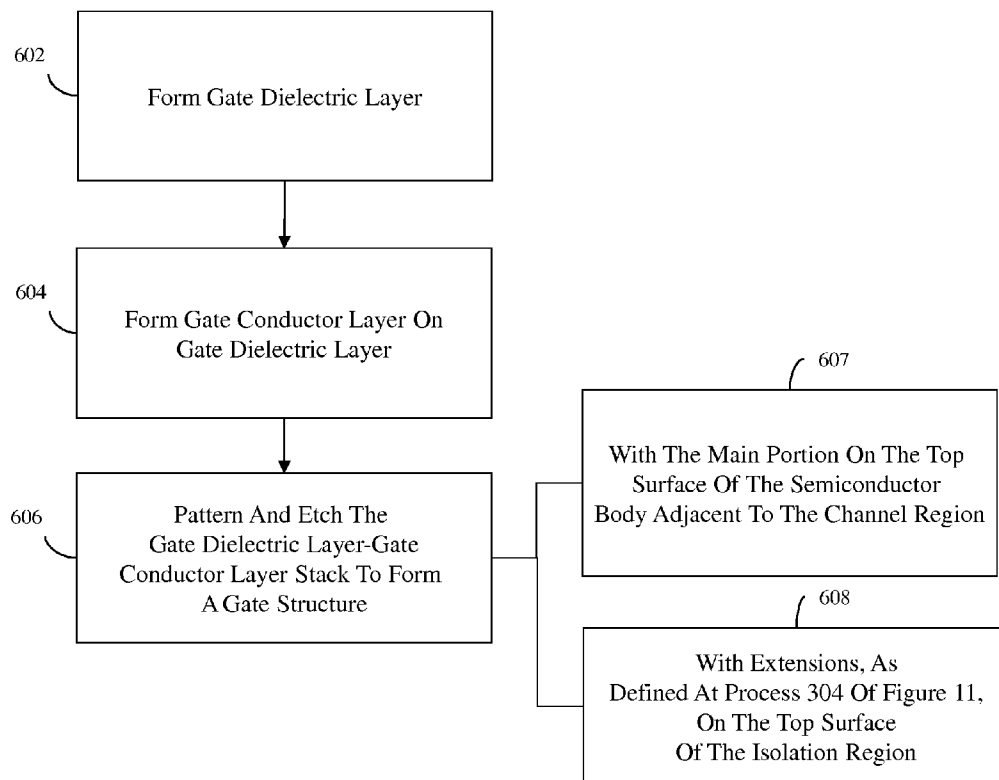 602
Form Gate Dielectric Layer
604
Form Gate Conductor Layer On
Gate Dielectric Layer
606
Pattern And Etch The
Gate Dielectric Layer-Gate
Conductor Layer Stack To Form
A Gate Structure
607
With The Main Portion On The Top
Surface Of The Semiconductor
Body Adjacent To The Channel Region
608
With Extensions, As
Defined At Process 304 Of Figure 11,
On The Top Surface
Of The Isolation Region